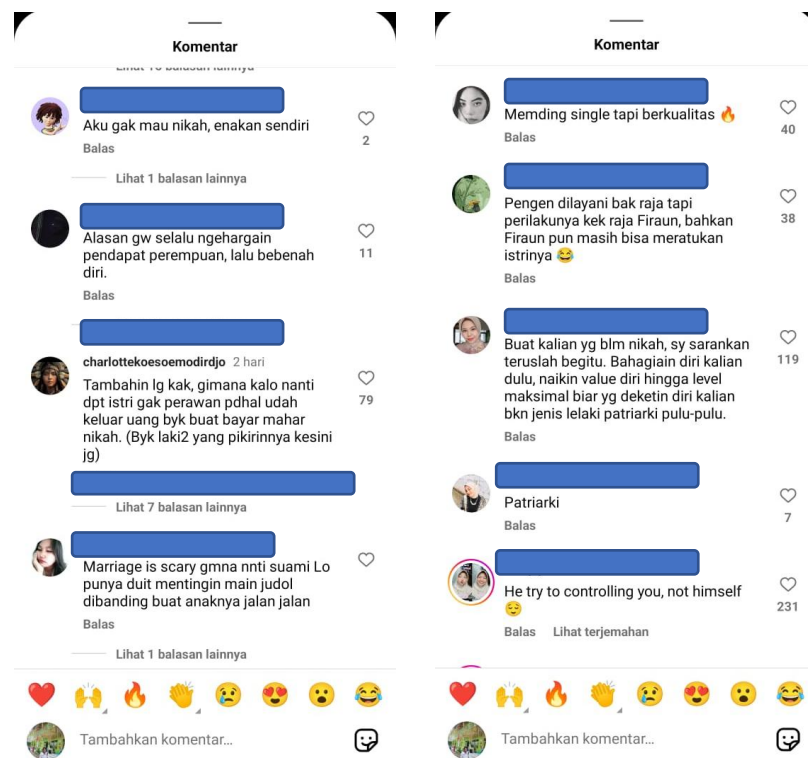 Komentar
Aku gak mau nikah, enakan sendiri
2
Balas
Lihat 1 balasan lainnya
Alasan gw selalu ngehargain
pendapat perempuan, lalu bebenah
diri.
11
Balas
charlottekoesoemodirdjo 2 hari
Tambahin lg kak, gimana kalo nanti
dpt istri gak perawan pdhal udah
keluar uang byk buat bayar mahar
nikah. (Byk laki2 yang pikirinnya kesini
jg)
79
Lihat 7 balasan lainnya
Marriage is scary gmna nnti suami Lo
punya duit mentingin main judol
dibanding buat anaknya jalan jalan
Balas
Lihat 1 balasan lainnya
Tambahkan komentar...
Komentar
Memding single tapi berkualitas 🔥
40
Balas
Pengen dilayani bak raja tapi
perilakunya kek raja Firaun, bahkan
Firaun pun masih bisa meratukan
istrinya 😂
38
Balas
Buat kalian yg blm nikah, sy sarankan
teruslah begitu. Bahagiain diri kalian
dulu, naikin value diri hingga level
maksimal biar yg deketin diri kalian
bkn jenis lelaki patriarki pulu-pulu.
119
Balas
Patriarki
7
Balas
He try to controlling you, not himself
😌
231
Balas Lihat terjemahan
Tambahkan komentar...